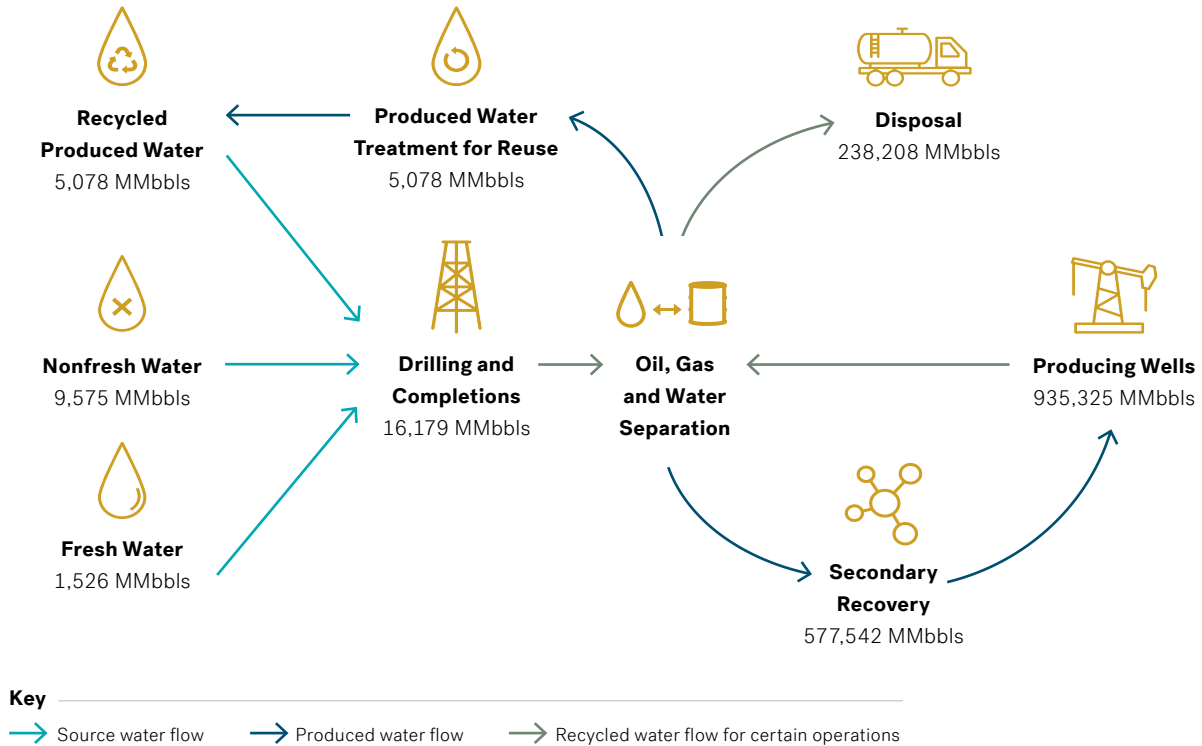 Recycled
Produced Water
5,078 MMbbls
Produced Water
Treatment for Reuse
5,078 MMbbls
Disposal
238,208 MMbbls
Nonfresh Water
9,575 MMbbls
Drilling and
Completions
16,179 MMbbls
Oil, Gas
and Water
Separation
Producing Wells
935,325 MMbbls
Fresh Water
1,526 MMbbls
Secondary
Recovery
577,542 MMbbls
Key
Source water flow
Produced water flow
Recycled water flow for certain operations